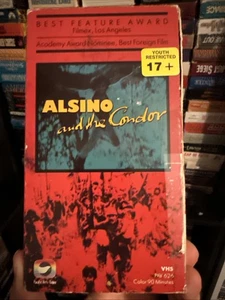 BEST FEATURE AWARD
Filmex, Los Angeles
Academy Award Nominee, Best Foreign Film
YOUTH
RESTRICTED
17+
ALSINO
and the Condor
VHS
Color 90 Minutes
SIEGE